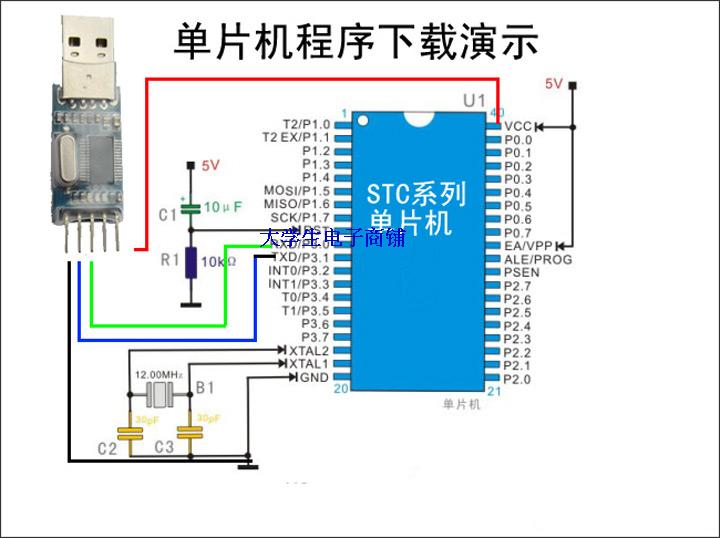 单片机程序下载演示
5V
U1
1
40
T2/P1.0
T2 EX/P1.1
P1.2
P1.3
P1.4
MOSI/P1.5
MISO/P1.6
SCK/P1.7
RST
RXD/P3.0
TXD/P3.1
INT0/P3.2
INT1/P3.3
T0/P3.4
T1/P3.5
P3.6
P3.7
XTAL2
XTAL1
GND
20
STC系列
单片机
大学生电子商铺
VCC
P0.0
P0.1
P0.2
P0.3
P0.4
P0.5
P0.6
P0.7
EA/VPP
ALE/PROG
PSEN
P2.7
P2.6
P2.5
P2.4
P2.3
P2.2
P2.1
P2.0
21
单片机
5V
C1
+
10μF
R1
10kΩ
12.00MHz
B1
30pF
30pF
C2
C3